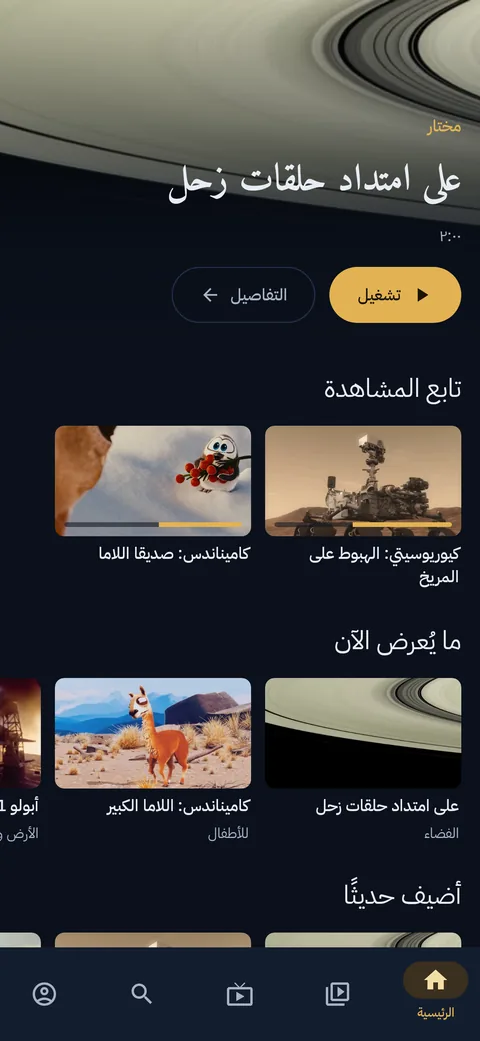 مختار
على امتداد حلقات زحل
٢:٠٠
تشغيل
التفاصيل
تابع المشاهدة
كيوريوسيتي: الهبوط على
المريخ
كاميناندس: صديقا اللاما
ما يُعرض الآن
على امتداد حلقات زحل
الفضاء
كاميناندس: اللاما الكبير
للأطفال
أبولو 1
الأرض و
أضيف حديثًا
الرئيسية